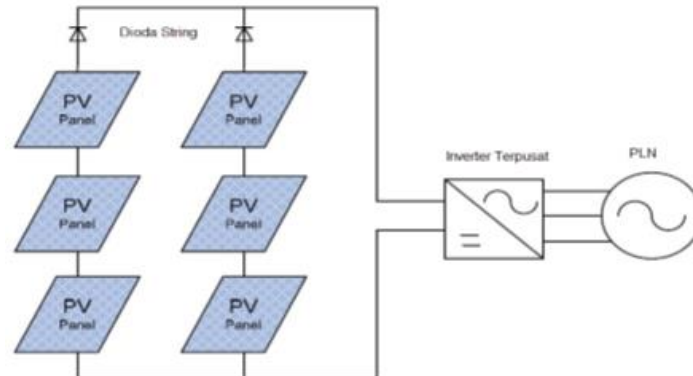 Dioda String
PV
Panel
PV
Panel
Inverter Terpusat
PLN
PV
Panel
PV
Panel
PV
Panel
PV
Panel